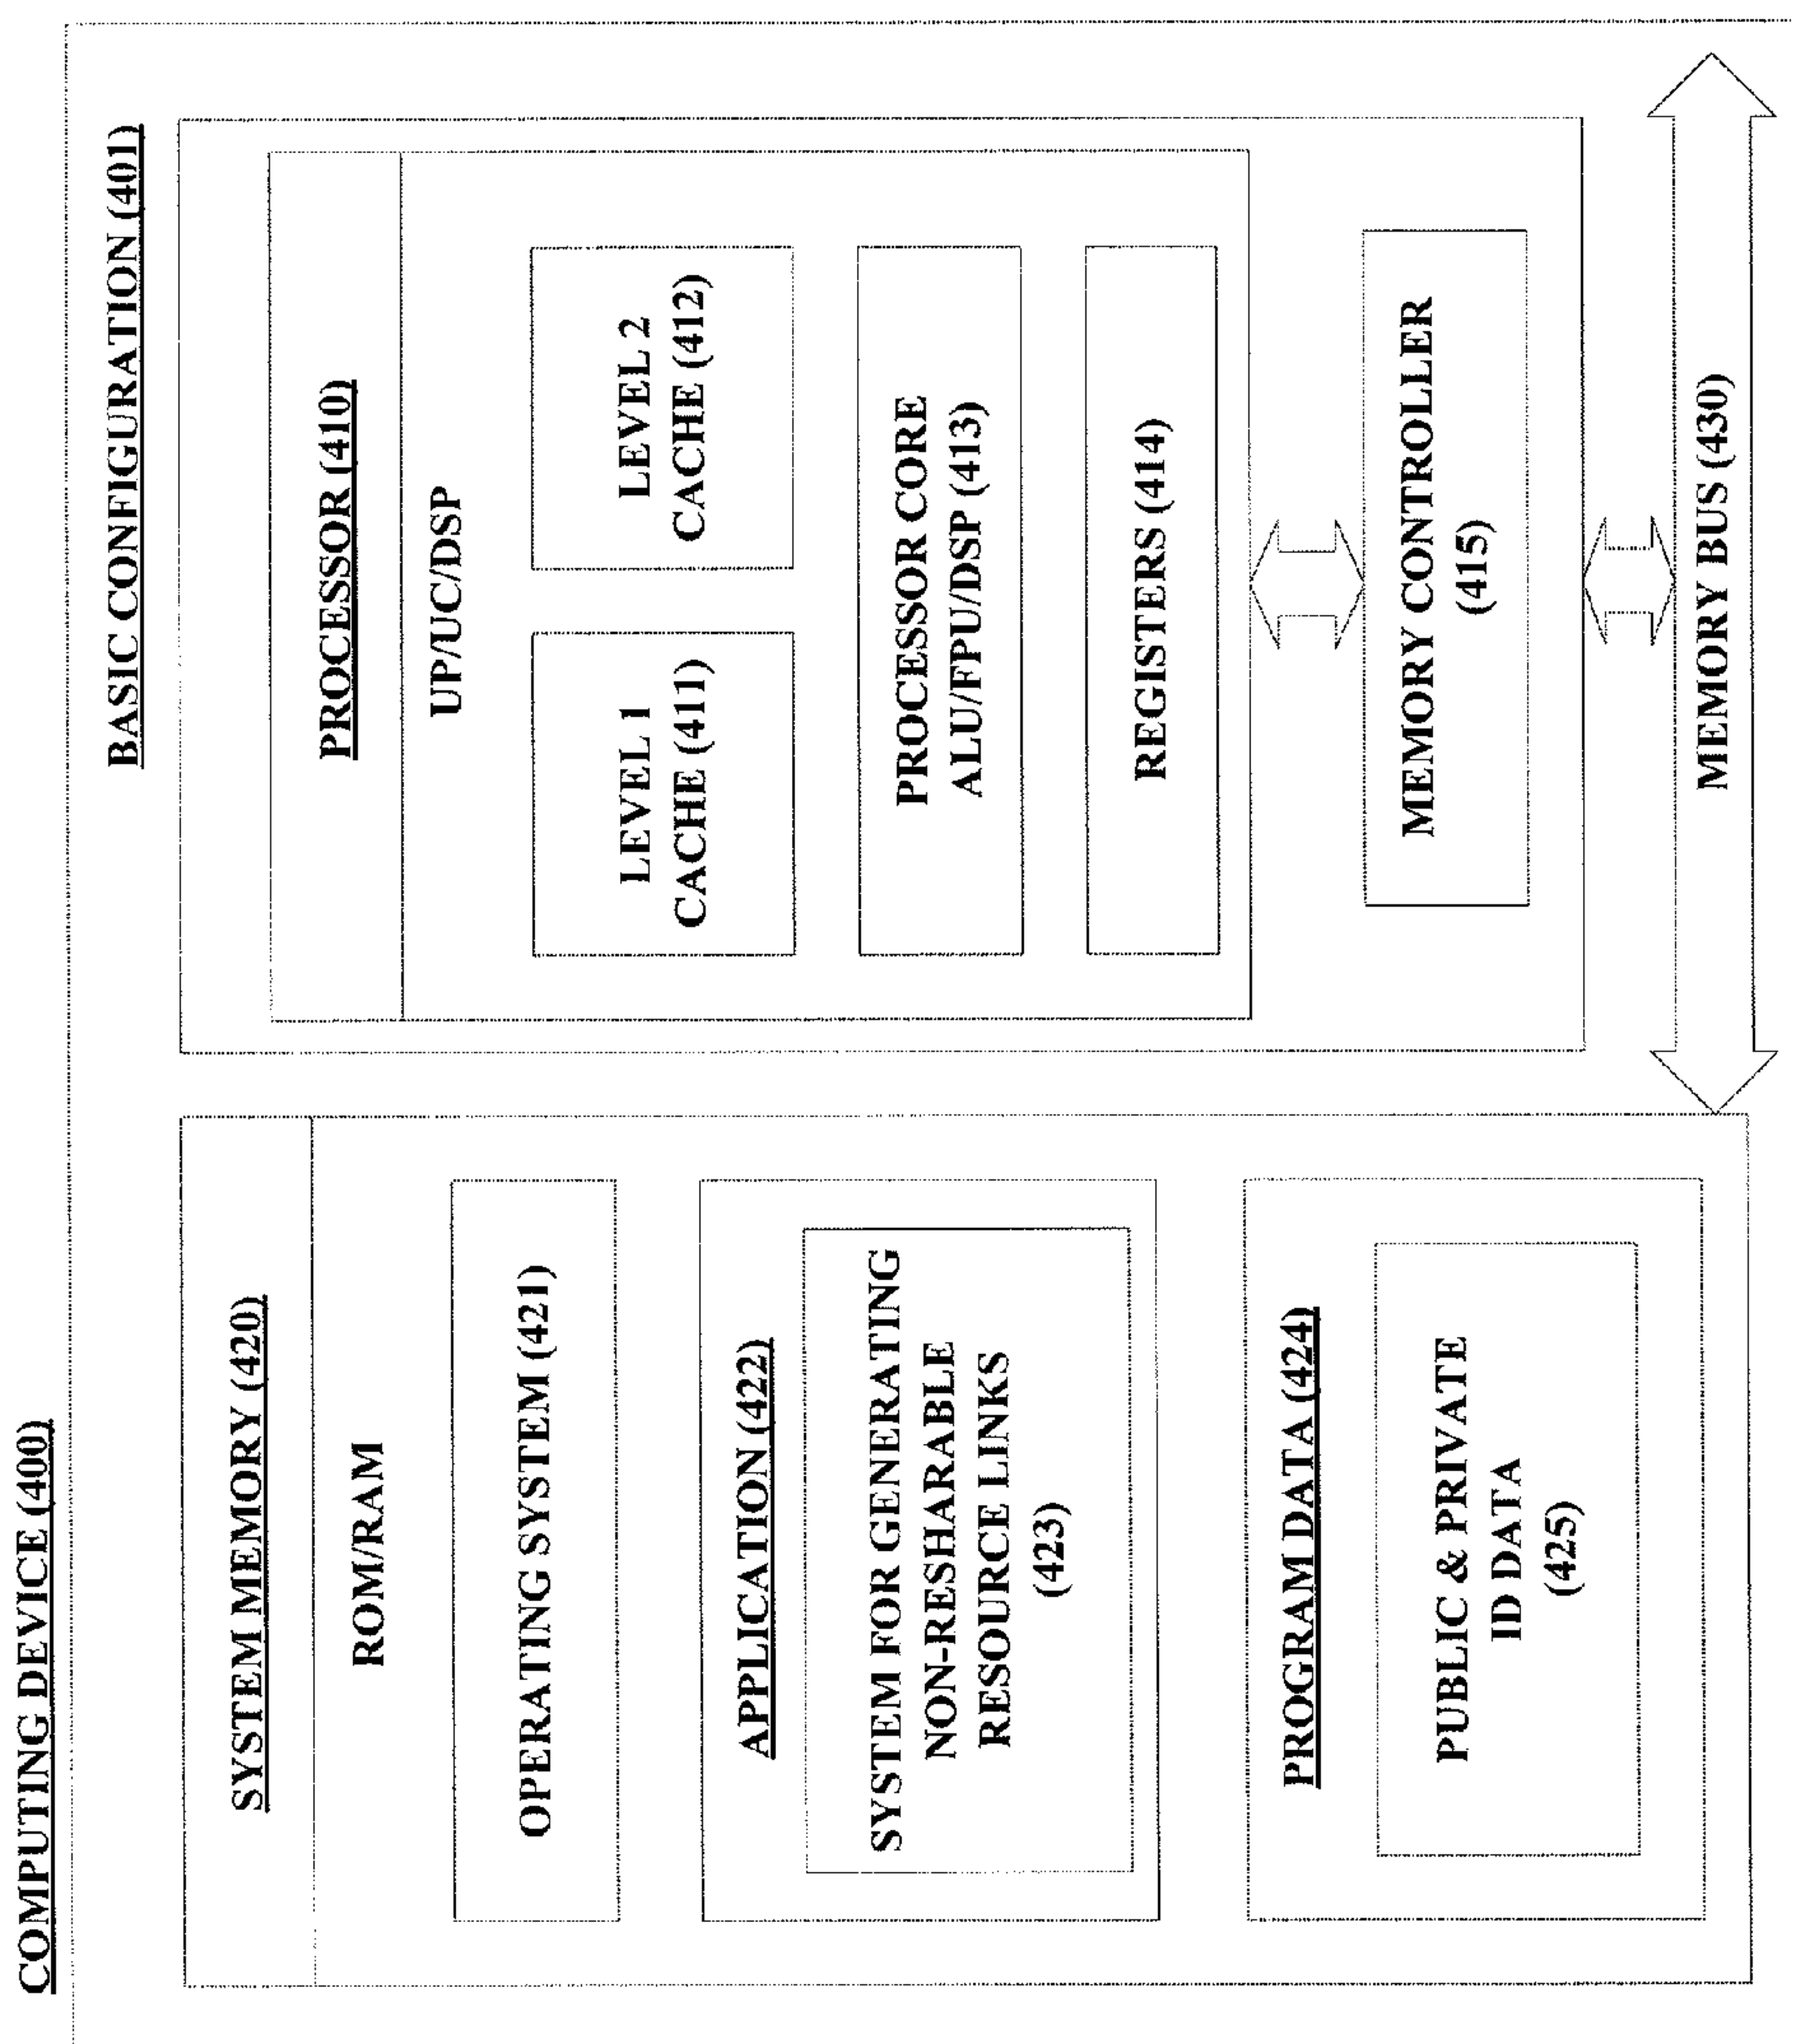 COMPUTING DEVICE (400)
SYSTEM MEMORY (420)
ROM/RAM
OPERATING SYSTEM (421)
APPLICATION (422)
SYSTEM FOR GENERATING
NON-RESHARABLE
RESOURCE LINKS
(423)
PROGRAM DATA (424)
PUBLIC & PRIVATE
ID DATA
(425)
BASIC CONFIGURATION (401)
PROCESSOR (410)
UP/UC/DSP
LEVEL 1
CACHE (411)
LEVEL 2
CACHE (412)
PROCESSOR CORE
ALU/FPU/DSP (413)
REGISTERS (414)
MEMORY CONTROLLER
(415)
MEMORY BUS (430)